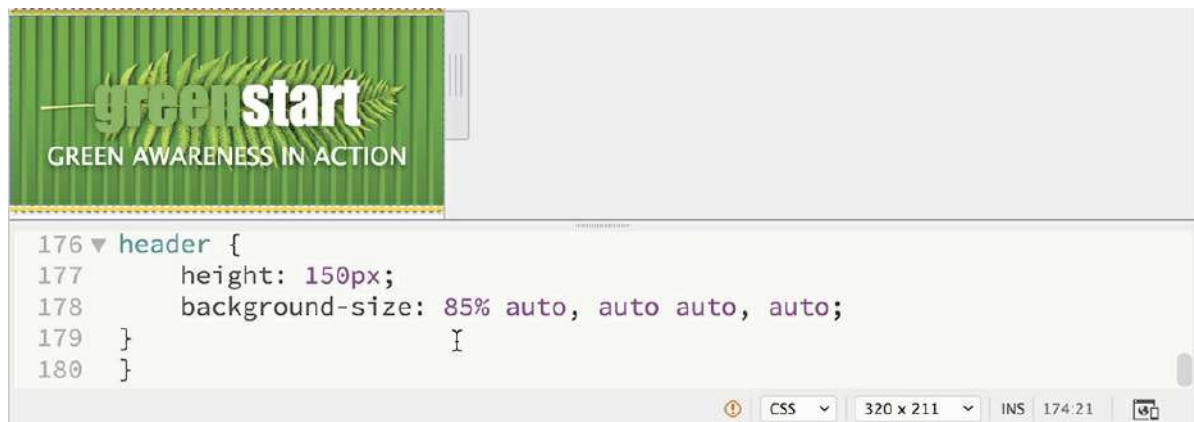 greenstart
GREEN AWARENESS IN ACTION
176 ▼ header {
177 height: 150px;
178 background-size: 85% auto, auto auto, auto;
179 }
180 }
CSS 320 x 211 INS 174:21